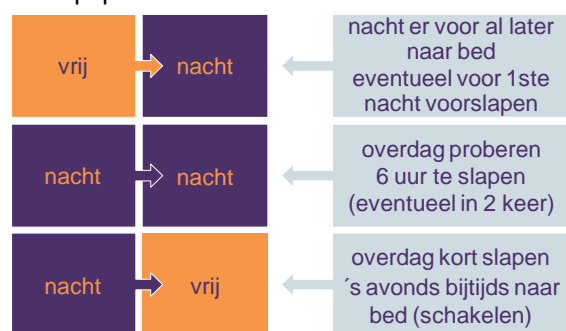 vrij
nacht
nacht er voor al later
naar bed
eventueel voor 1ste
nacht voorslapen
nacht
nacht
overdag proberen
6 uur te slapen
(eventueel in 2 keer)
nacht
vrij
overdag kort slapen
´s avonds bijtijds naar
bed (schakelen)